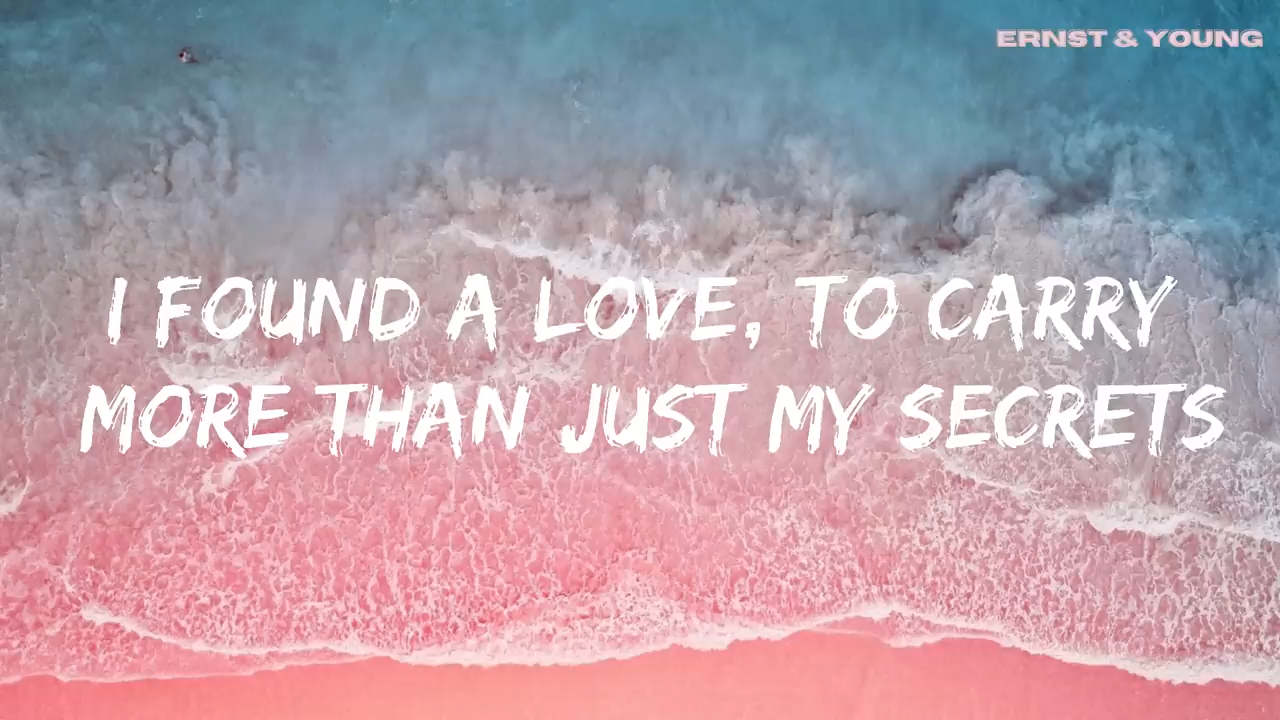 ERNST & YOUNG
I FOUND A LOVE, TO CARRY
MORE THAN JUST MY SECRETS